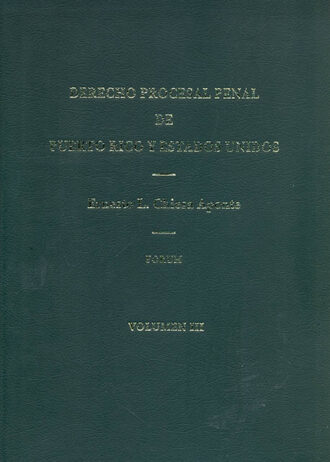 DERECHO PROCESAL PENAL
DE
PUERTO RICO Y ESTADOS UNIDOS
Ernesto L. Chiesa Aponte
FORUM
VOLUMEN III